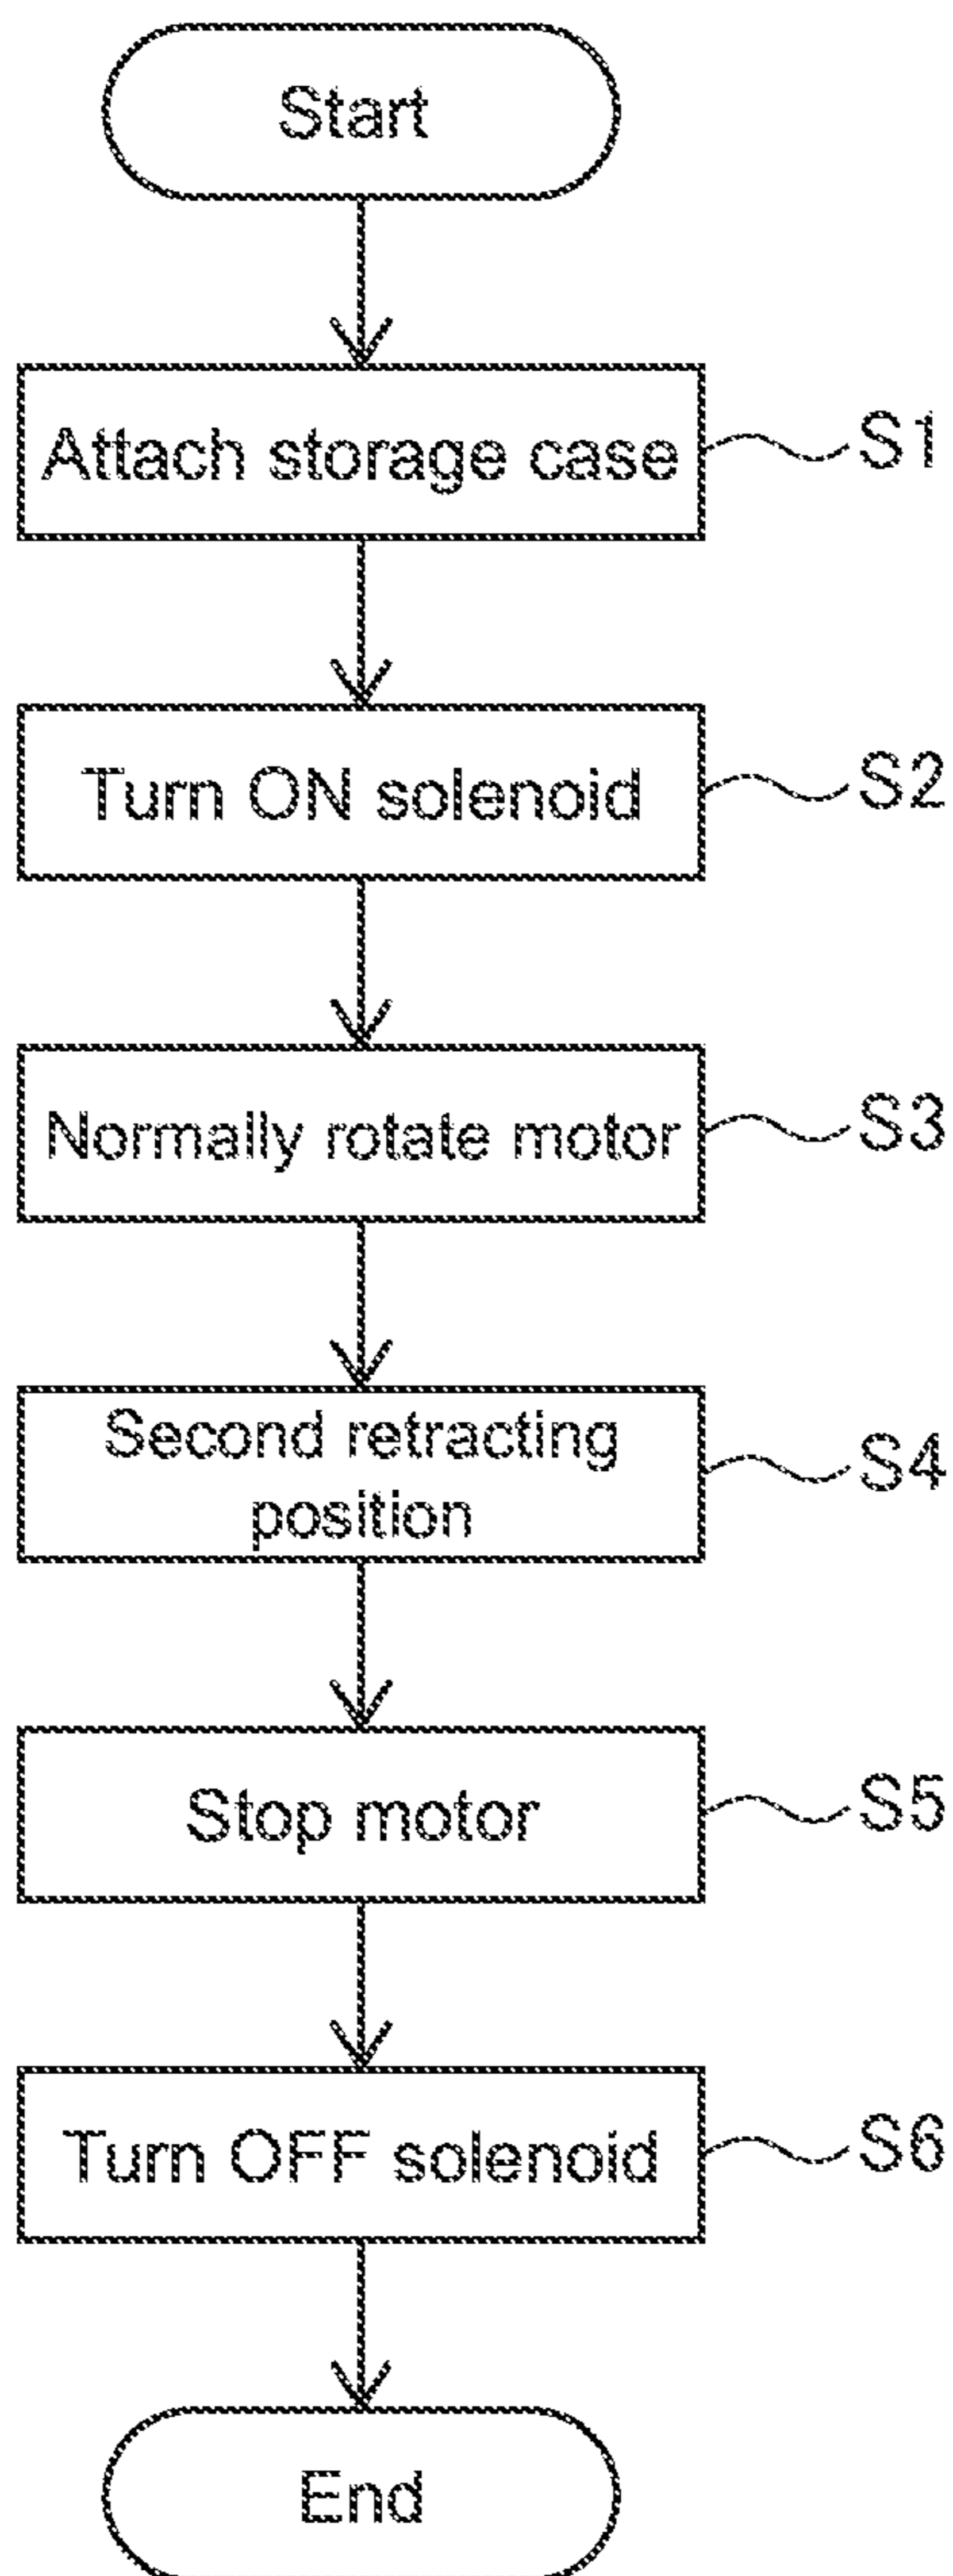 Start
Attach storage case
S1
Turn ON solenoid
S2
Normally rotate motor
S3
Second retracting
position
S4
Stop motor
S5
Turn OFF solenoid
S6
End